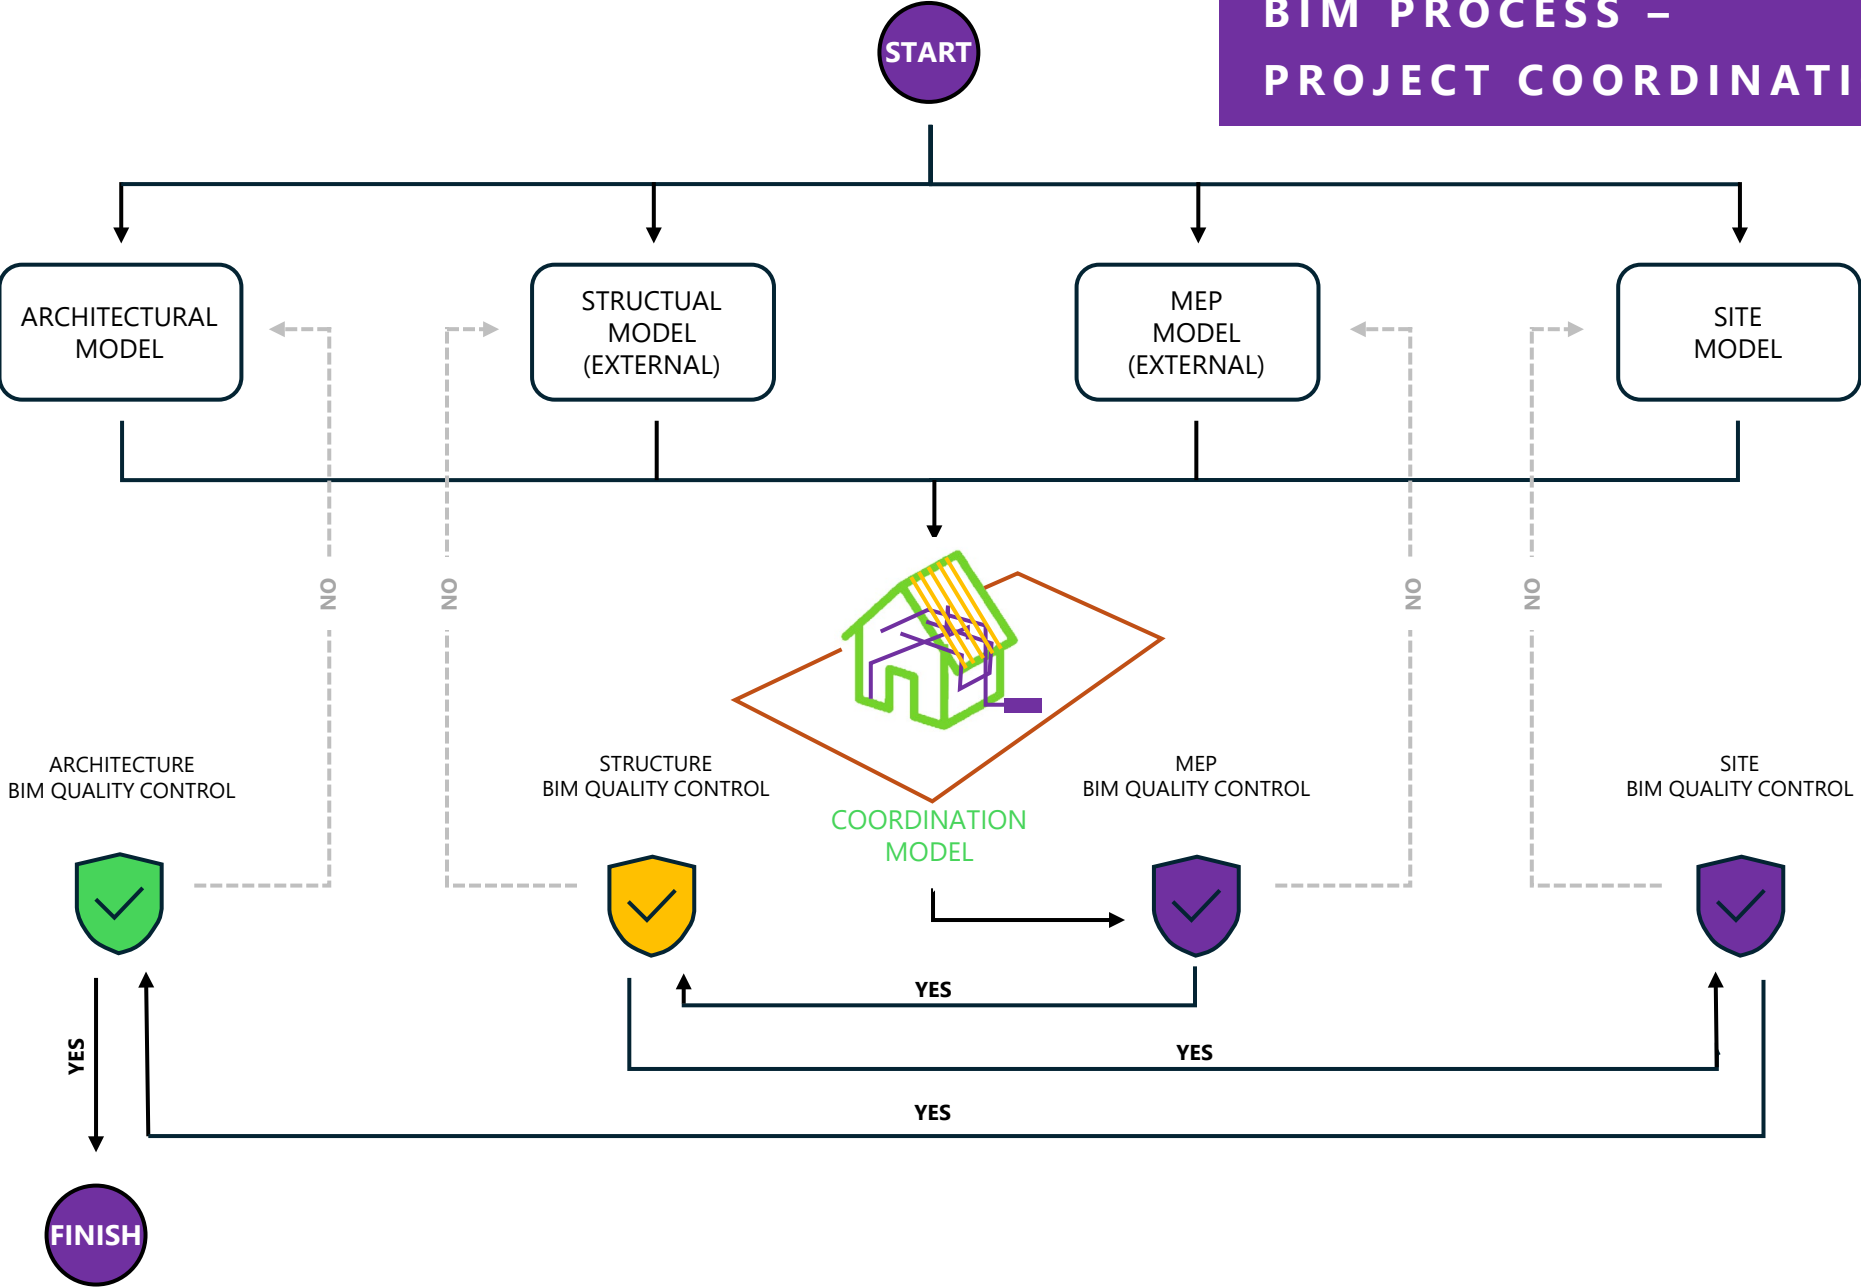 START
BIM PROCESS –
PROJECT COORDINATI
ARCHITECTURAL
MODEL
STRUCTUAL
MODEL
(EXTERNAL)
MEP
MODEL
(EXTERNAL)
SITE
MODEL
NO
NO
NO
NO
ARCHITECTURE
BIM QUALITY CONTROL
STRUCTURE
BIM QUALITY CONTROL
MEP
BIM QUALITY CONTROL
SITE
BIM QUALITY CONTROL
COORDINATION
MODEL
YES
YES
YES
YES
FINISH